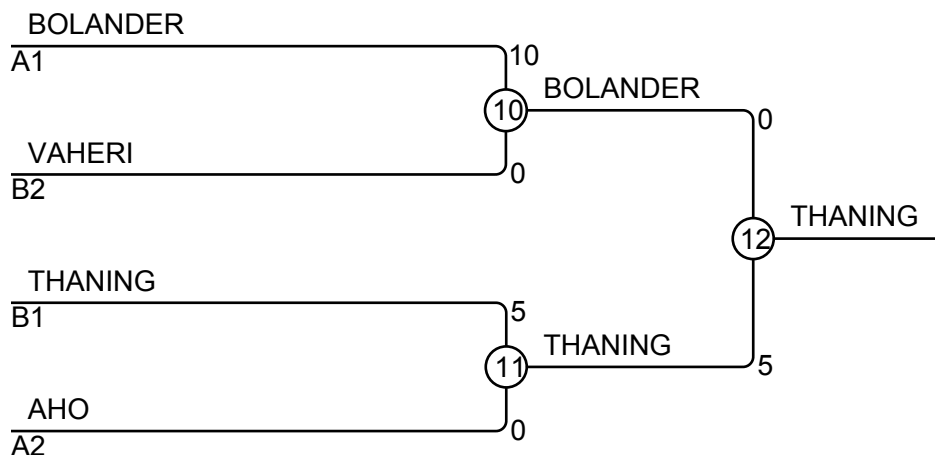 BOLANDER
A1
10
10
BOLANDER
0
VAHERI
B2
0
12
THANING
THANING
B1
5
11
THANING
5
AHO
A2
0